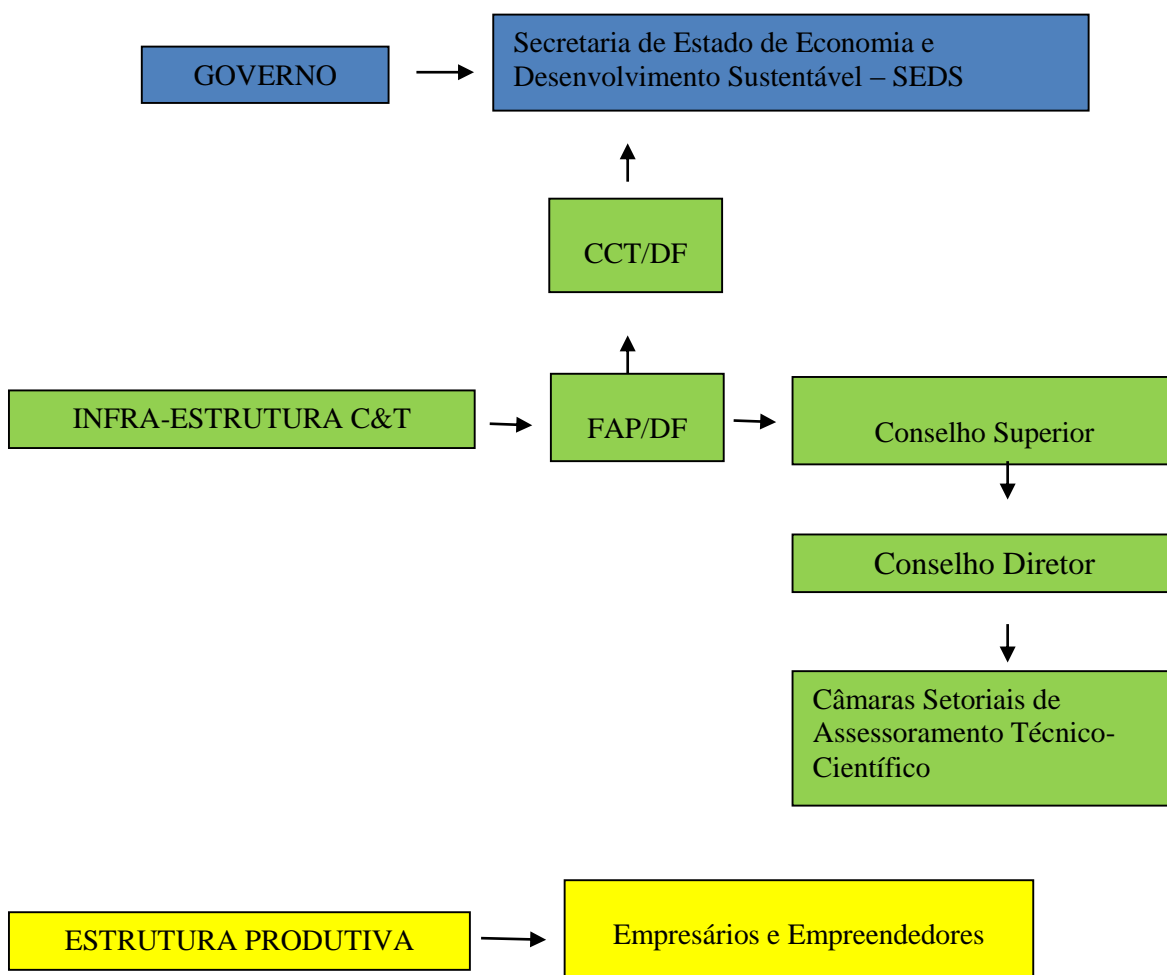 Secretaria de Estado de Economia e
Desenvolvimento Sustentável – SEDS
GOVERNO
CCT/DF
INFRA-ESTRUTURA C&T
FAP/DF
Conselho Superior
Conselho Diretor
Câmaras Setoriais de
Assessoramento Técnico-
Científico
ESTRUTURA PRODUTIVA
Empresários e Empreendedores